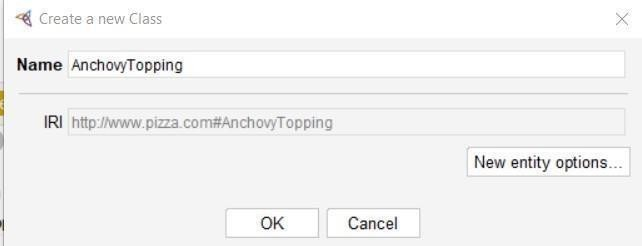 Create a new Class
Name AnchovyTopping
IRI http://www.pizza.com#AnchovyTopping
New entity options...
OK Cancel